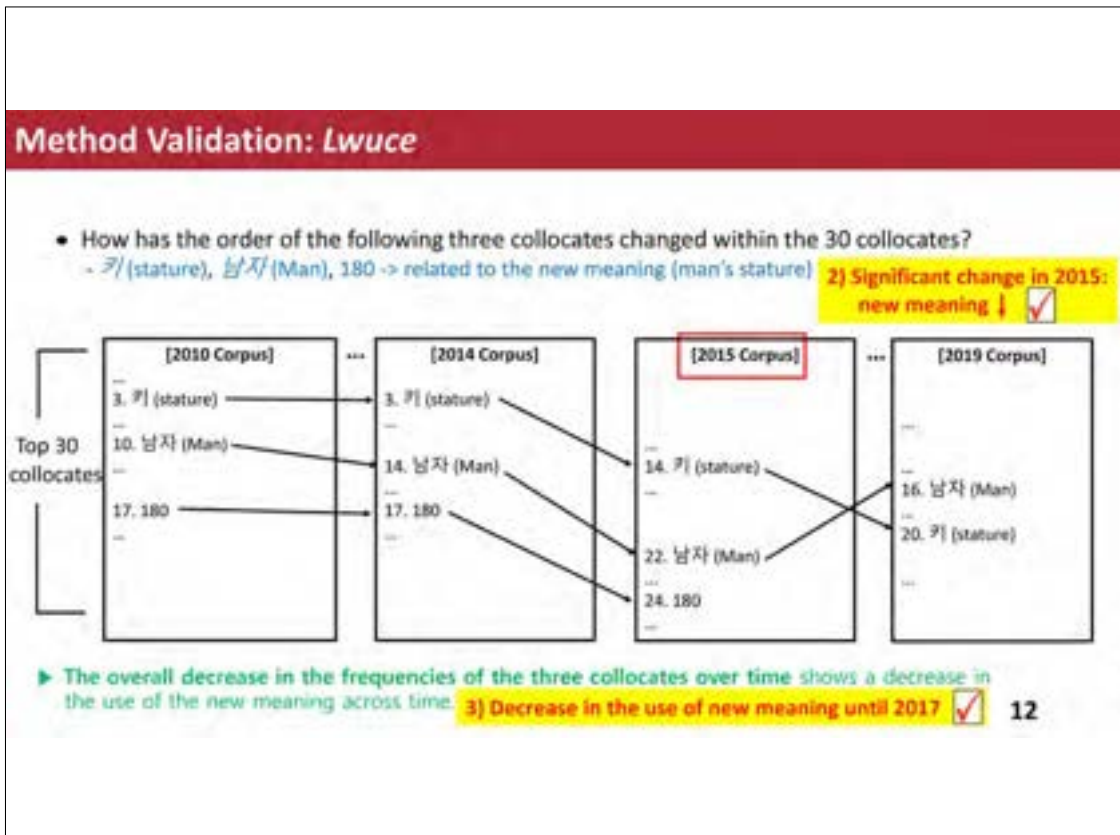 Method Validation: Lwuce
• How has the order of the following three collocates changed within the 30 collocates?
- 키 (stature), 남자 (Man), 180 -> related to the new meaning (man's stature)
2) Significant change in 2015:
new meaning ↓ ✓
Top 30
collocates
[2010 Corpus]
...
3. 키 (stature)
...
10. 남자 (Man)
...
17. 180
...
...
[2014 Corpus]
3. 키 (stature)
...
14. 남자 (Man)
...
17. 180
...
[2015 Corpus]
...
14. 키 (stature)
...
22. 남자 (Man)
...
24. 180
...
...
[2019 Corpus]
...
...
16. 남자 (Man)
...
20. 키 (stature)
...
▶ The overall decrease in the frequencies of the three collocates over time shows a decrease in
the use of the new meaning across time.
3) Decrease in the use of new meaning until 2017 ✓
12